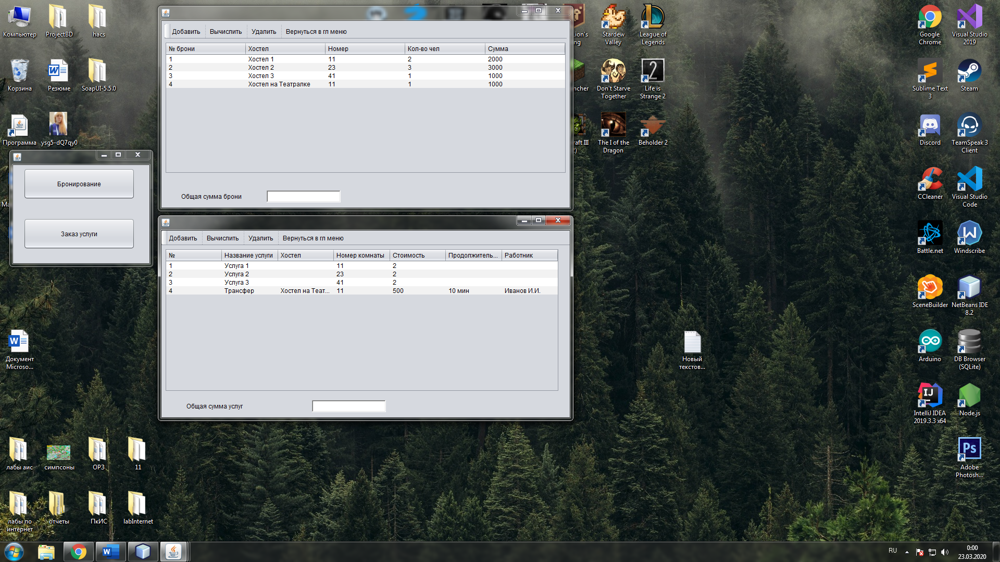 Компьютер
ProjectBD
hacs
Корзина
Резюме
SoapUI-5.5.0
Программа
ysg5-dQ7qy0
Бронирование
Заказ услуги
Добавить Вычислить Удалить Вернуться в гл меню
№ брони Хостел Номер Кол-во чел Сумма
1 Хостел 1 11 2 2000
2 Хостел 2 23 3 3000
3 Хостел 3 41 1 1000
4 Хостел на Театралке 11 1 1000
Общая сумма брони
Добавить Вычислить Удалить Вернуться в гл меню
№ Название услуги Хостел Номер комнаты Стоимость Продолжитель... Работник
1 Услуга 1 11 2
2 Услуга 2 23 2
3 Услуга 3 41 2
4 Трансфер Хостел на Теат... 11 500 10 мин Иванов И.И.
Общая сумма услуг
Stardew
Valley
League of
Legends
Don't Starve
Together
Life is
Strange 2
The I of the
Dragon
Beholder 2
Google
Chrome
Visual Studio
2019
Sublime Text
3
Steam
Discord
TeamSpeak 3
Client
CCleaner
Visual Studio
Code
Battle.net
Windscribe
SceneBuilder
NetBeans IDE
8.2
Arduino
DB Browser
(SQLite)
IntelliJ IDEA
2019.3.3 x64
Node.js
Adobe
Photosh...
Новый
текстов...
Документ
Microso...
лабы аис
симпсоны
ОРЗ
11
лабы по
интернет
отчеты
ПкИС
labInternet
RU
0:00
23.03.2020